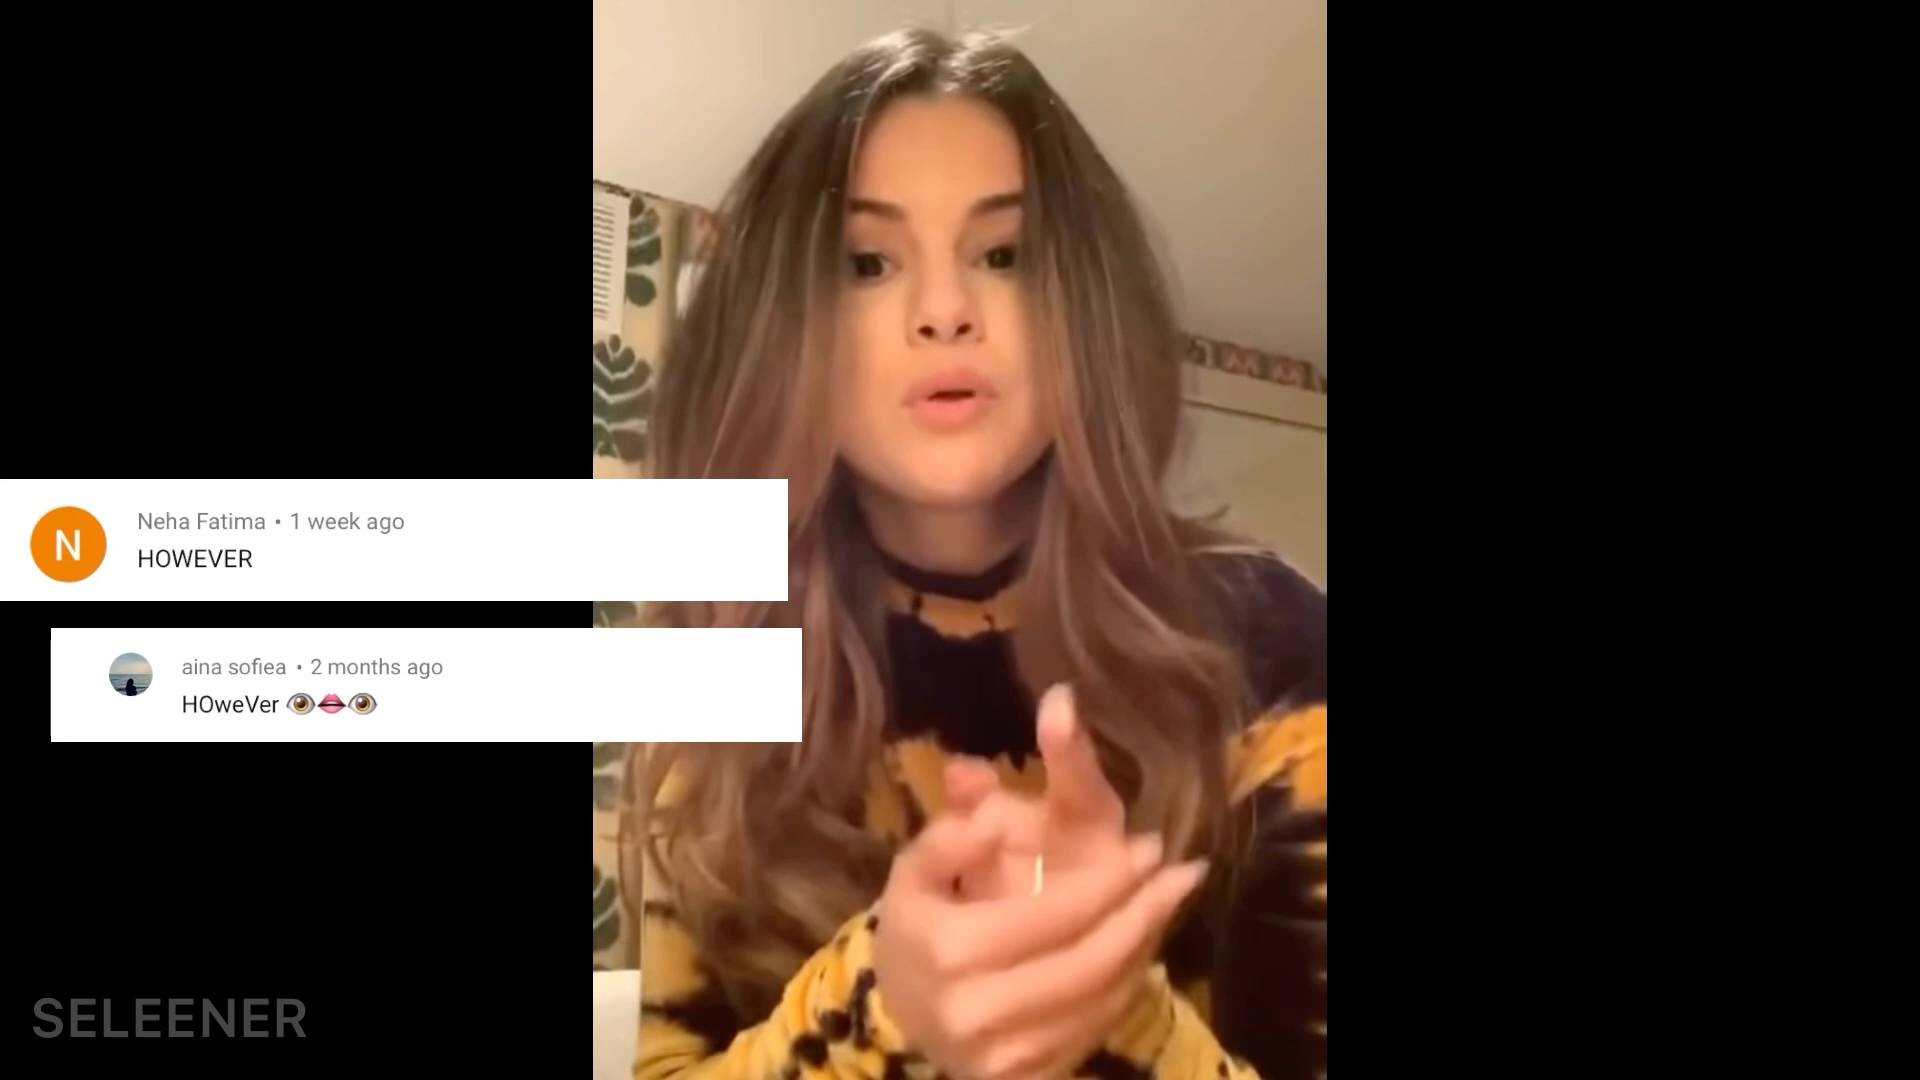 Neha Fatima • 1 week ago
HOWEVER
aina sofiea • 2 months ago
HOweVer 👁️👄👁️
SELEENER